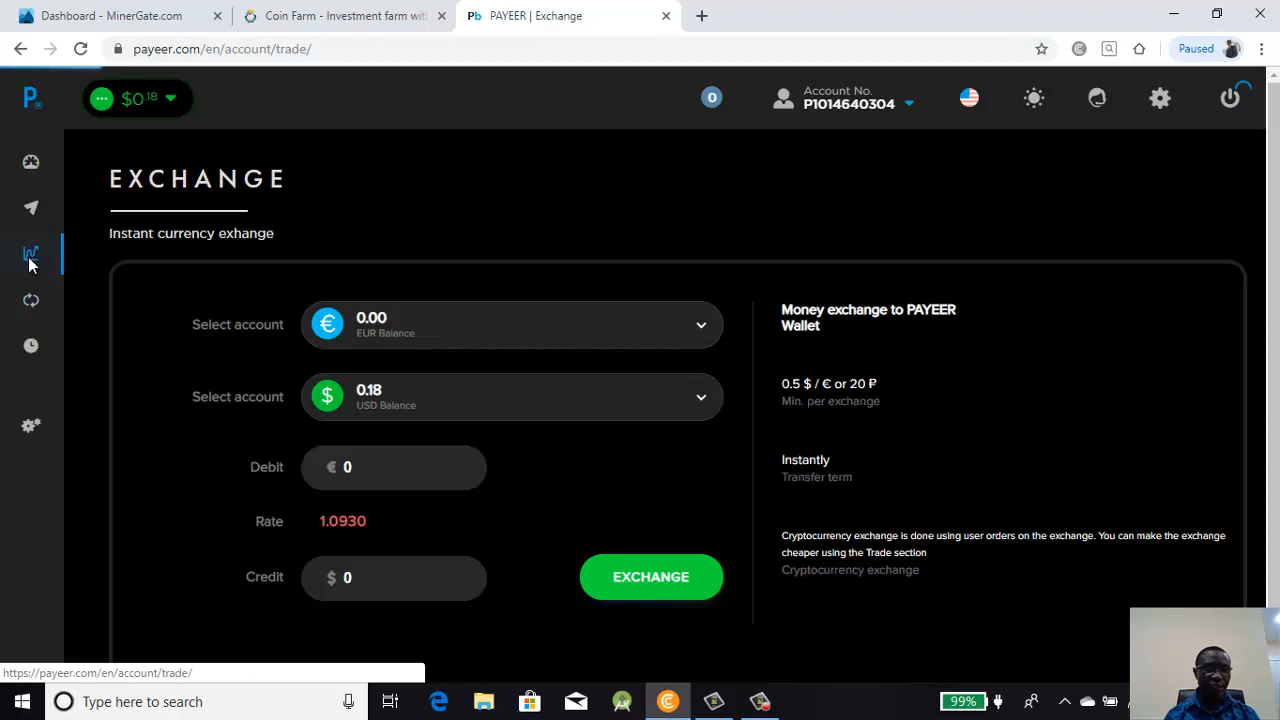 Dashboard - MinerGate.com
Coin Farm - Investment farm with
Pb PAYEER | Exchange
payeer.com/en/account/trade/
Paused
P
$0.18
0
Account No.
P1014640304
EXCHANGE
Instant currency exhange
Select account
€ 0.00
EUR Balance
Select account
$ 0.18
USD Balance
Debit € 0
Rate 1.0930
Credit $ 0
EXCHANGE
Money exchange to PAYEER
Wallet
0.5 $ / € or 20 ₽
Min. per exchange
Instantly
Transfer term
Cryptocurrency exchange is done using user orders on the exchange. You can make the exchange
cheaper using the Trade section
Cryptocurrency exchange
https://payeer.com/en/account/trade/
Type here to search
99%